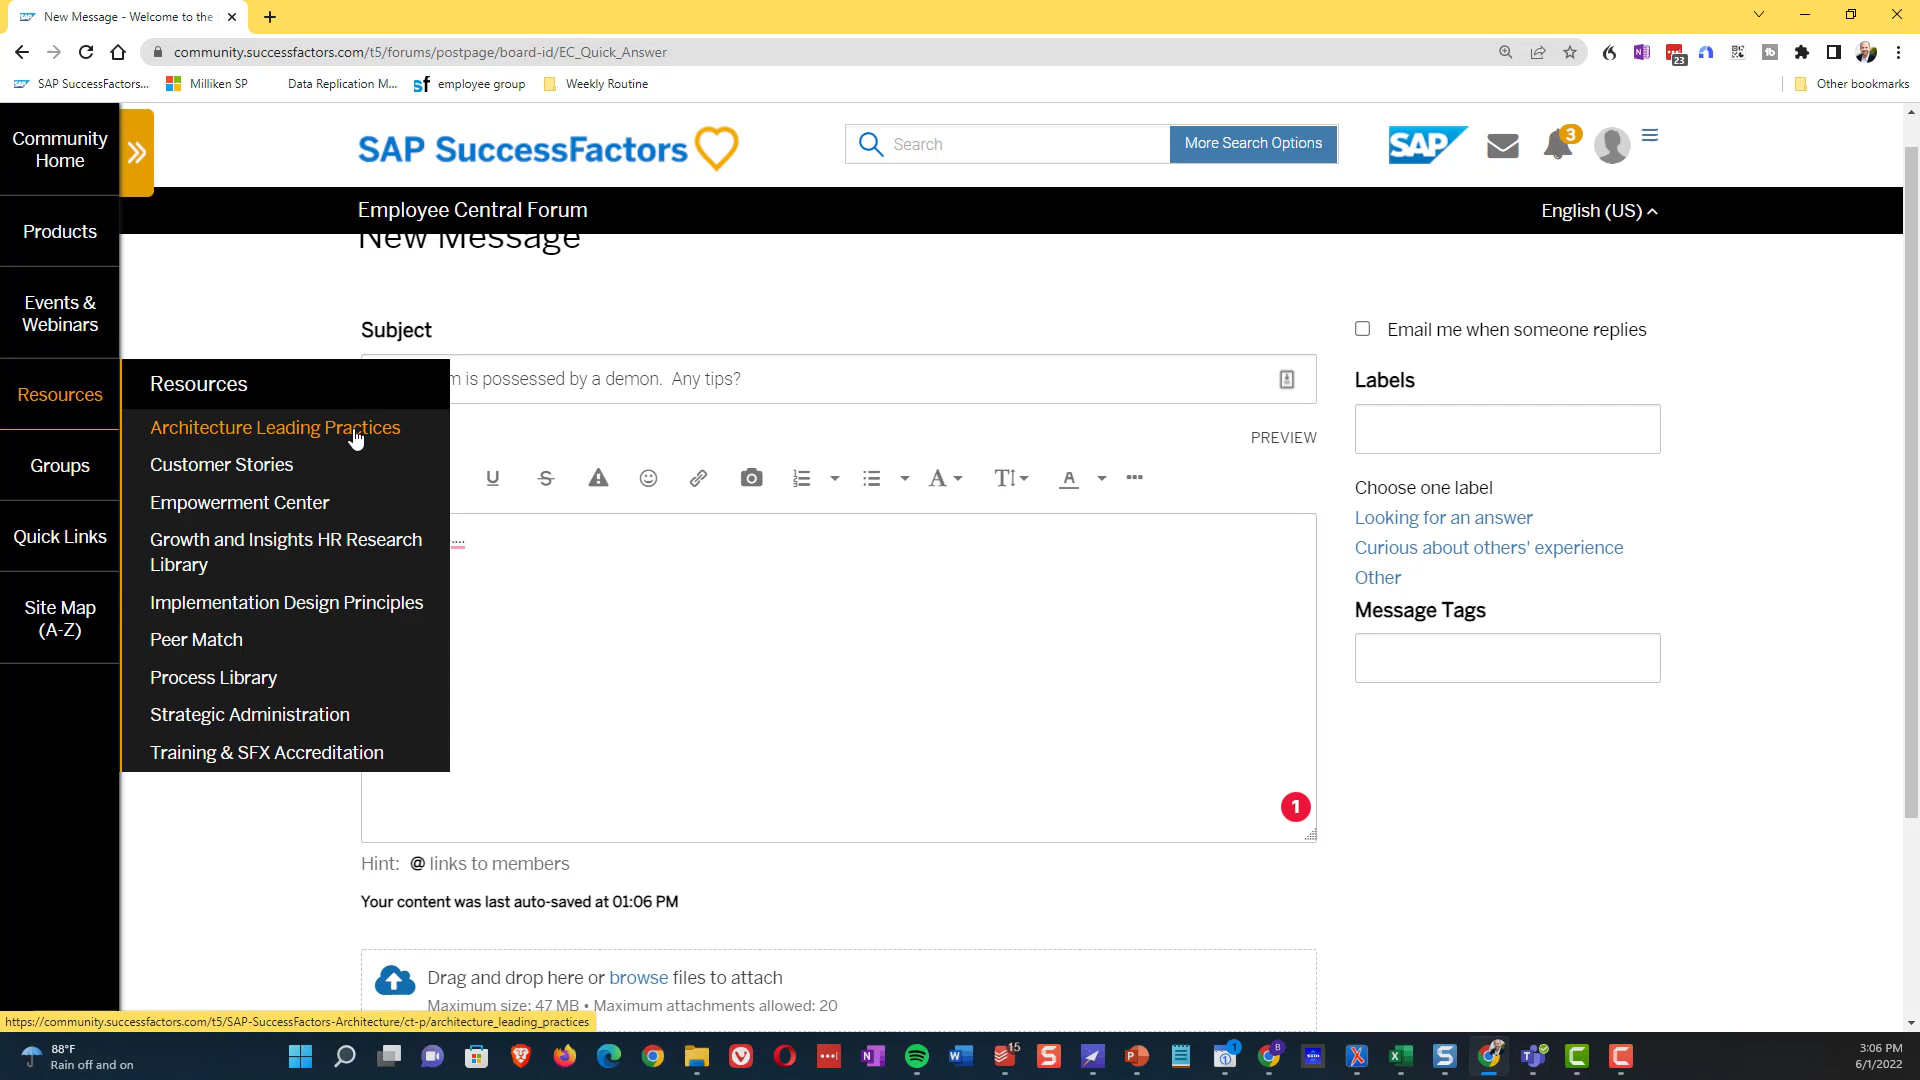 New Message - Welcome to the
community.successfactors.com/t5/forums/postpage/board-id/EC_Quick_Answer
23
SAP SuccessFactors...
Milliken SP
Data Replication M...
employee group
Weekly Routine
Other bookmarks
Community
Home
SAP SuccessFactors
Search
More Search Options
SAP
3
Employee Central Forum
English (US)
New Message
Products
Events &
Webinars
Resources
Groups
Quick Links
Site Map
(A-Z)
Resources
Architecture Leading Practices
Customer Stories
Empowerment Center
Growth and Insights HR Research
Library
Implementation Design Principles
Peer Match
Process Library
Strategic Administration
Training & SFX Accreditation
Subject
is possessed by a demon.  Any tips?
PREVIEW
....
1
Hint: @ links to members
Your content was last auto-saved at 01:06 PM
Drag and drop here or browse files to attach
Maximum size: 47 MB • Maximum attachments allowed: 20
Email me when someone replies
Labels
Choose one label
Looking for an answer
Curious about others' experience
Other
Message Tags
https://community.successfactors.com/t5/SAP-SuccessFactors-Architecture/ct-p/architecture_leading_practices
88°F
Rain off and on
15
1
3:06 PM
6/1/2022